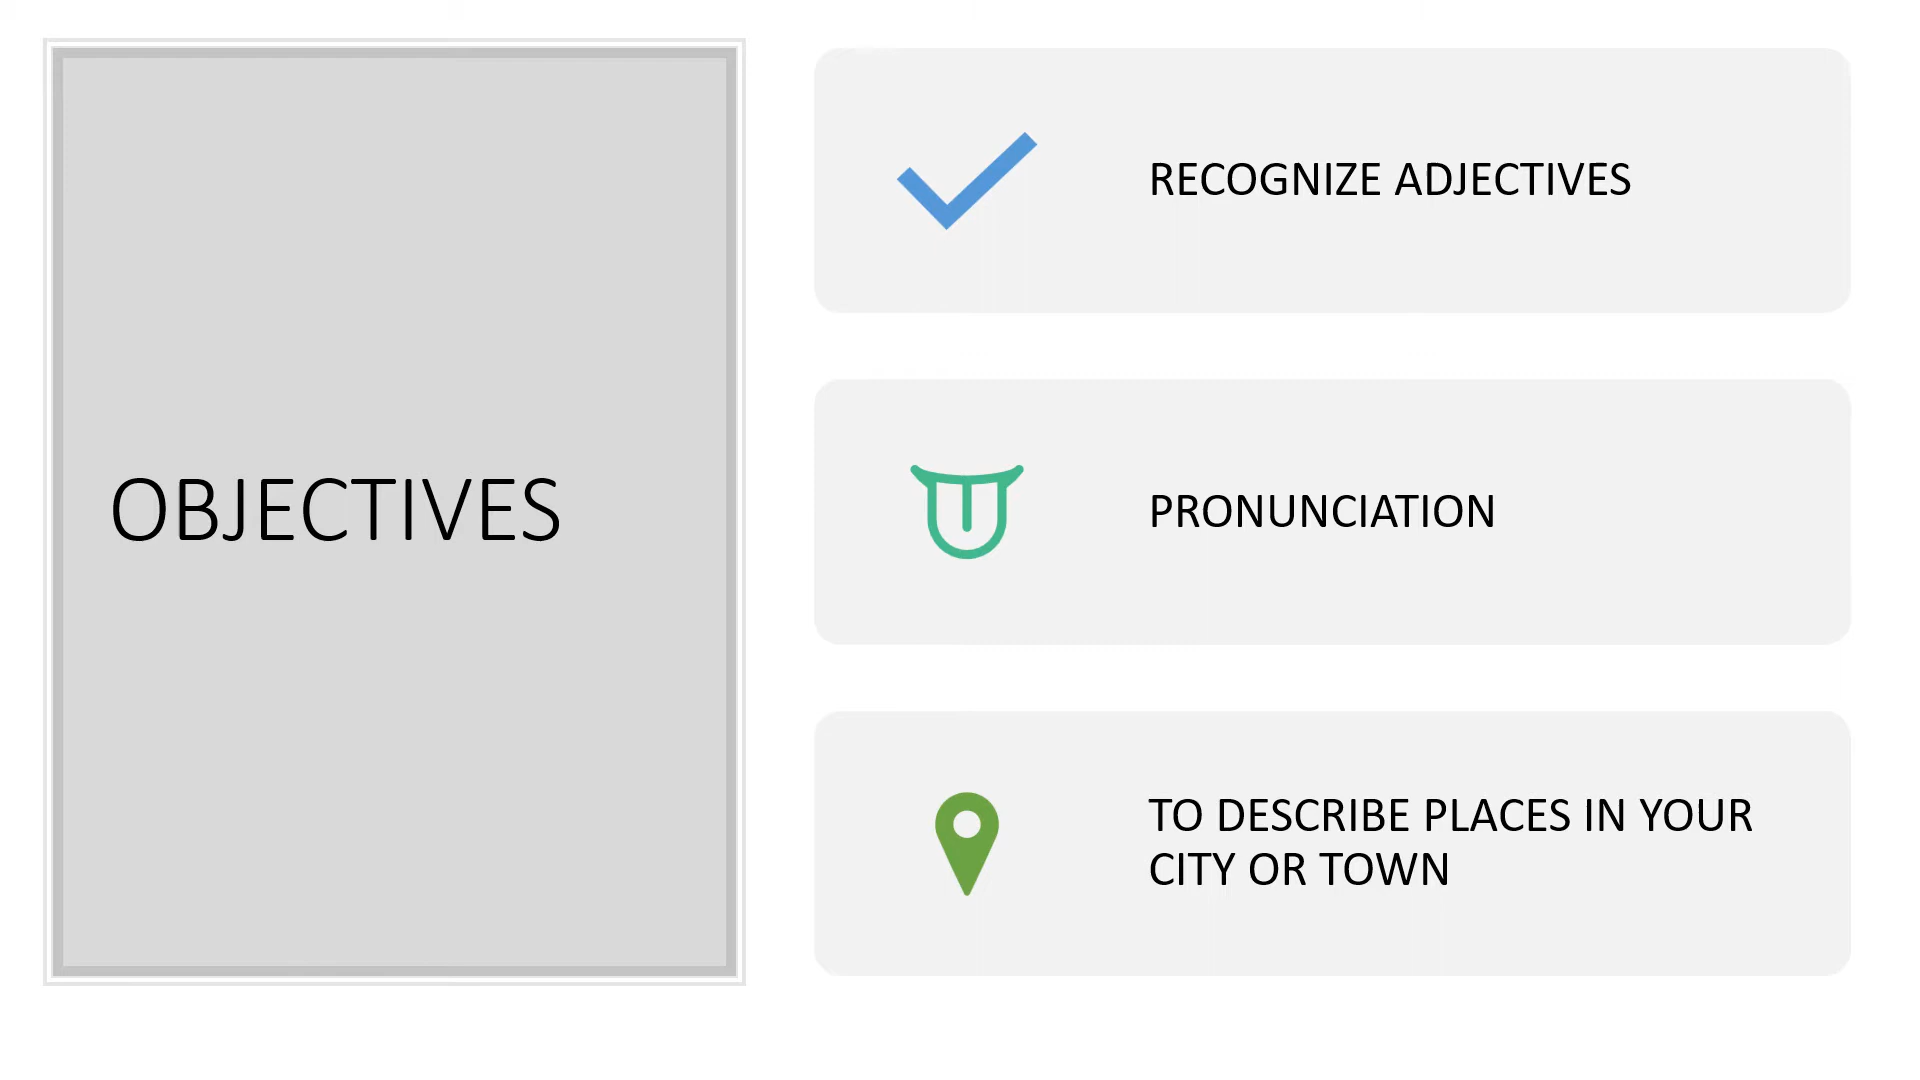 OBJECTIVES
RECOGNIZE ADJECTIVES
PRONUNCIATION
TO DESCRIBE PLACES IN YOUR
CITY OR TOWN